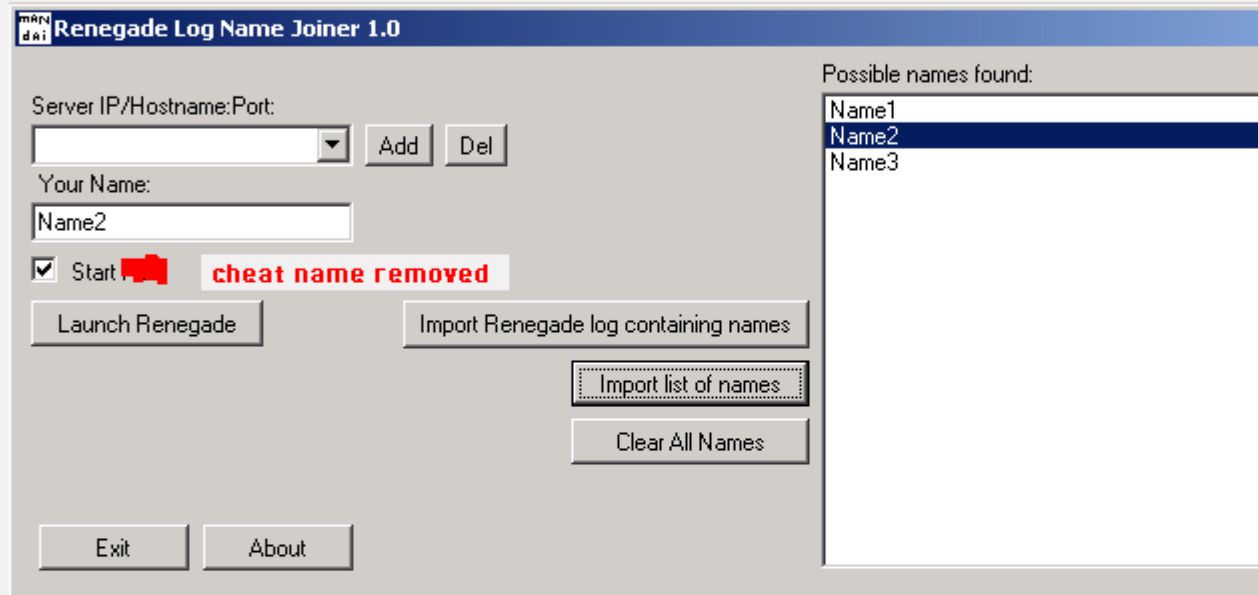 MAN
DAI
Renegade Log Name Joiner 1.0
Server IP/Hostname:Port:
Add
Del
Your Name:
Name2
Start
cheat name removed
Launch Renegade
Import Renegade log containing names
Import list of names
Clear All Names
Exit
About
Possible names found:
Name1
Name2
Name3